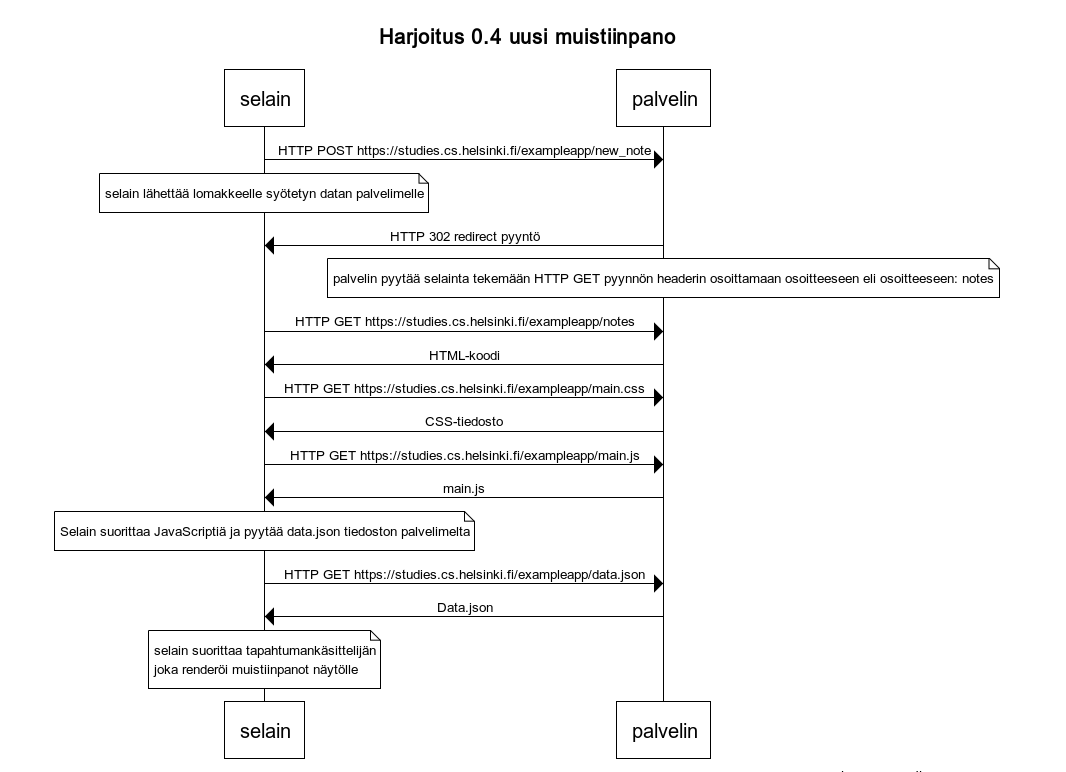 Harjoitus 0.4 uusi muistiinpano
selain
palvelin
HTTP POST https://studies.cs.helsinki.fi/exampleapp/new_note
selain lähettää lomakkeelle syötetyn datan palvelimelle
HTTP 302 redirect pyyntö
palvelin pyytää selainta tekemään HTTP GET pyynnön headerin osoittamaan osoitteeseen eli osoitteeseen: notes
HTTP GET https://studies.cs.helsinki.fi/exampleapp/notes
HTML-koodi
HTTP GET https://studies.cs.helsinki.fi/exampleapp/main.css
CSS-tiedosto
HTTP GET https://studies.cs.helsinki.fi/exampleapp/main.js
main.js
Selain suorittaa JavaScriptiä ja pyytää data.json tiedoston palvelimelta
HTTP GET https://studies.cs.helsinki.fi/exampleapp/data.json
Data.json
selain suorittaa tapahtumankäsittelijän
joka renderöi muistiinpanot näytölle
selain
palvelin